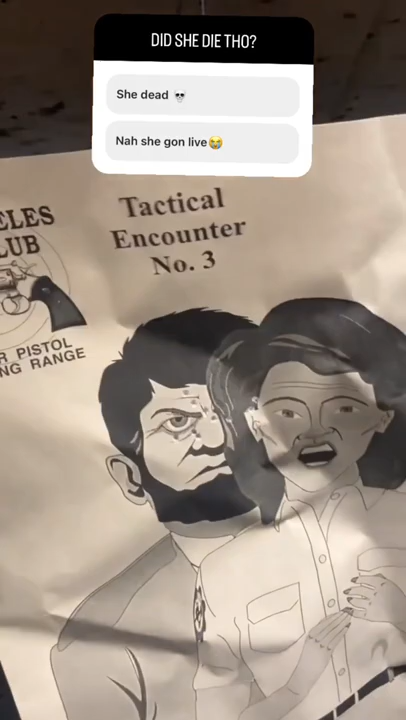 DID SHE DIE THO?
She dead 💀
Nah she gon live😭
ELES
LUB
R PISTOL
NG RANGE
Tactical
Encounter
No. 3